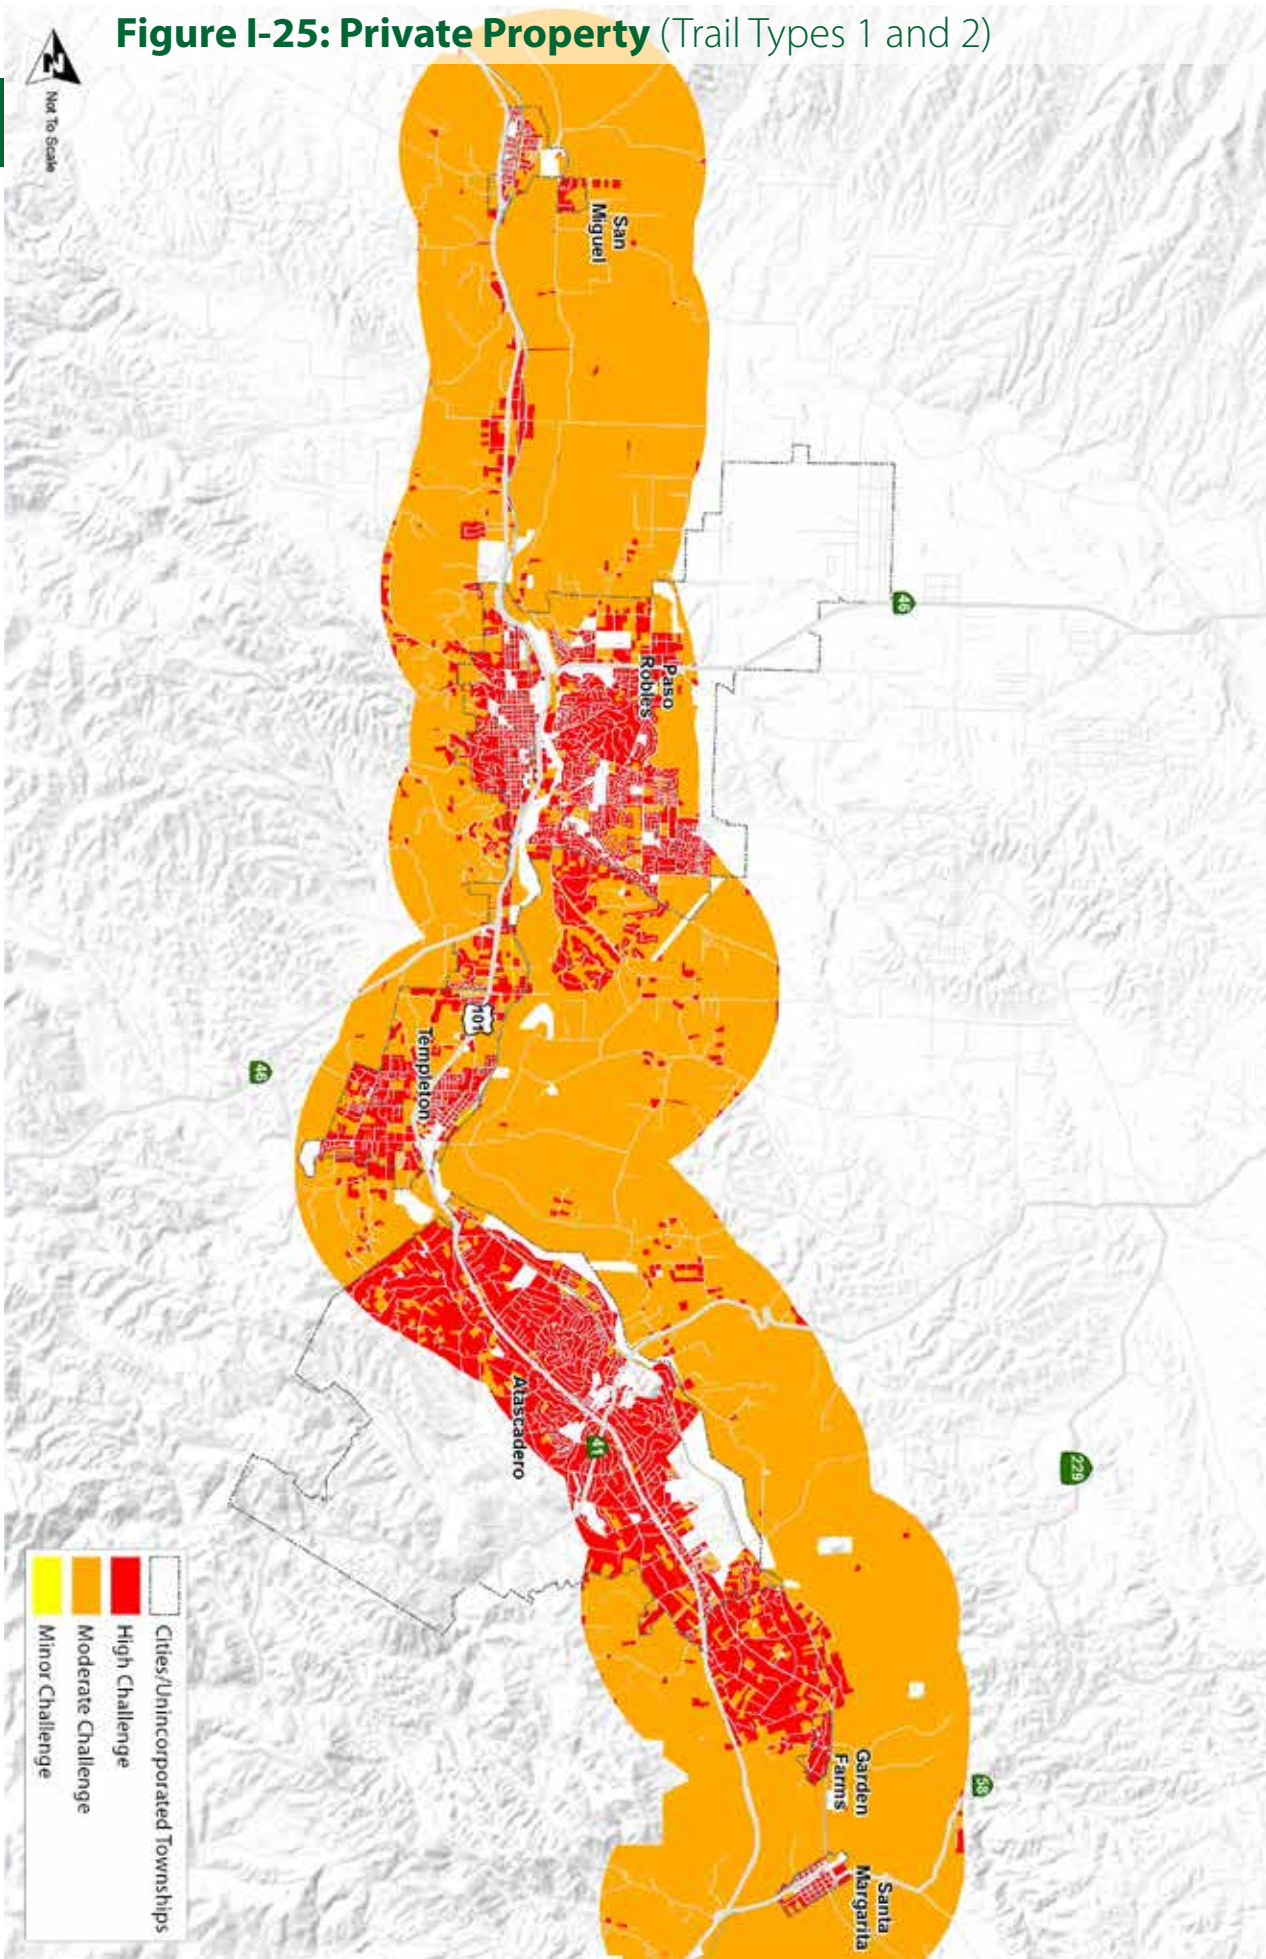 Figure I-25: Private Property (Trail Types 1 and 2)
Not To Scale
San
Miguel
46
Paso
Robles
101
Templeton
46
Atascadero
41
229
Garden
Farms
58
Santa
Margarita
Cities/Unincorporated Townships
High Challenge
Moderate Challenge
Minor Challenge